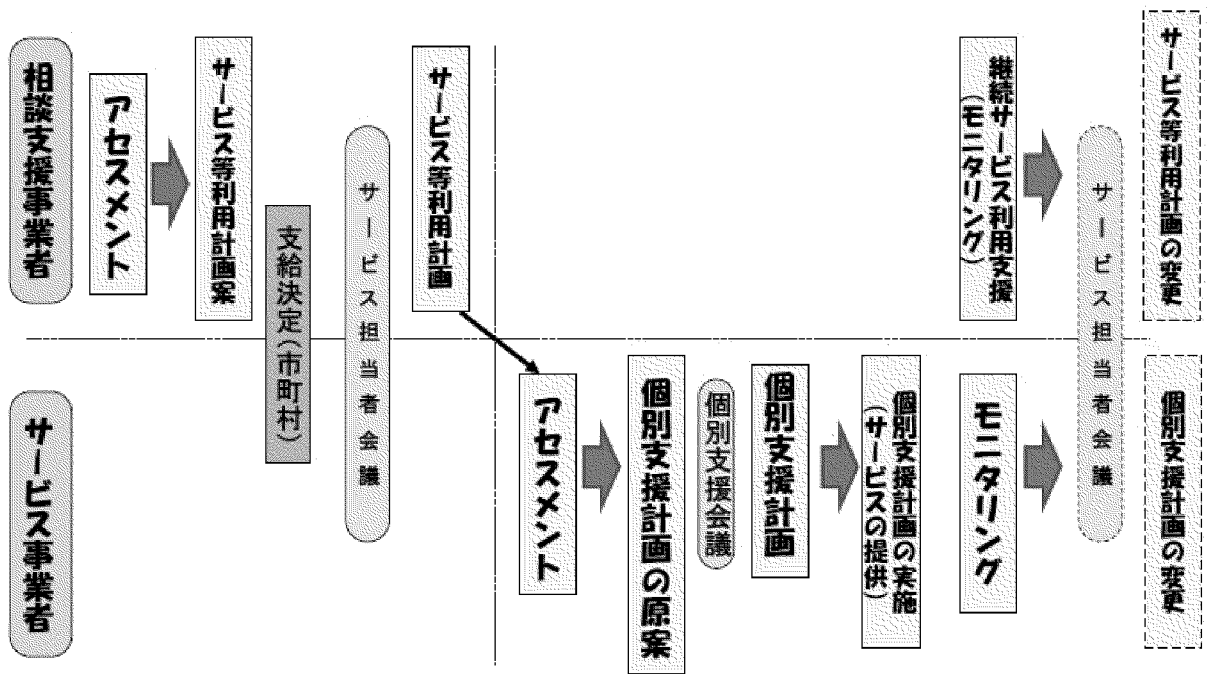 相談支援事業者
アセスメント
サービス等利用計画案
支給決定(市町村)
サービス担当者会議
サービス等利用計画
継続サービス利用支援
(モニタリング)
サービス担当者会議
サービス等利用計画の変更
サービス事業者
アセスメント
個別支援計画の原案
個別支援会議
個別支援計画
個別支援計画の実施
(サービスの提供)
モニタリング
個別支援計画の変更